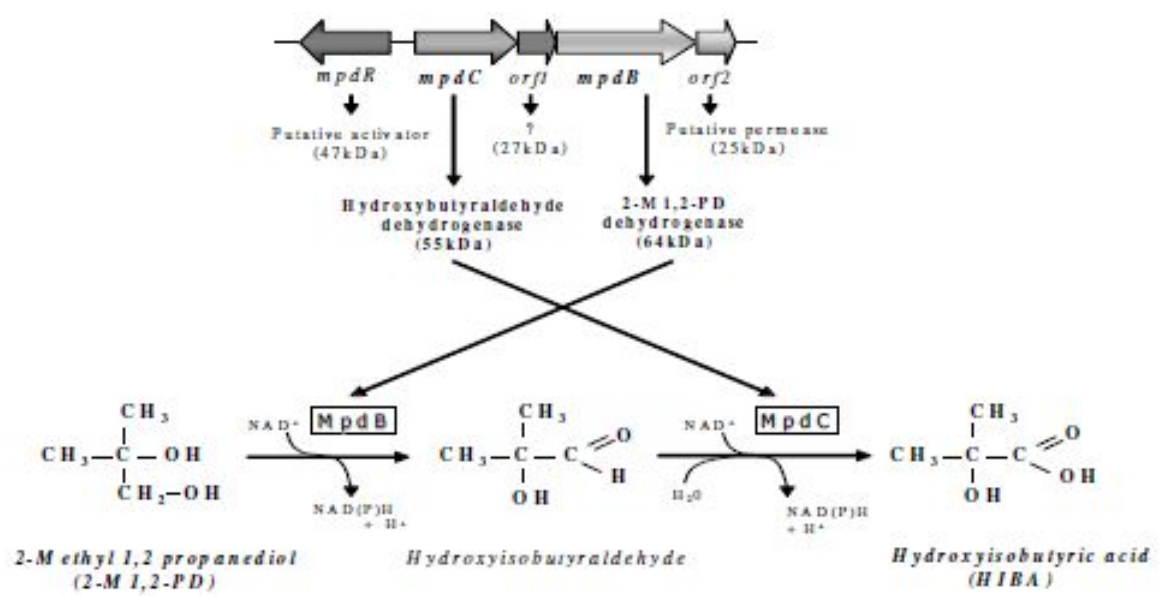 mpdR mpdC orf1 mpdB orf2
Putative activator
(47kDa)
?
(27kDa)
Putative permease
(25kDa)
Hydroxybutyraldehyde
dehydrogenase
(55kDa)
2-M1,2-PD
dehydrogenase
(64kDa)
MpdB
NAD+
NAD(P)H
+ H+
MpdC
NAD+
H20
NAD(P)H
+ H+
CH3
CH3—C—OH
CH2—OH
CH3
CH3—C—C
O
H
OH
CH3
CH3—C—C
O
OH
OH
2-Methyl 1,2 propanediol
(2-M1,2-PD)
Hydroxyisobutyraldehyde
Hydroxyisobutyric acid
(HIBA)